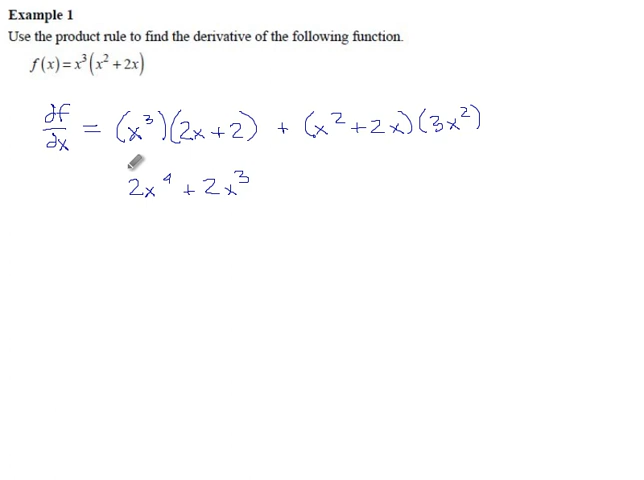 Example 1
Use the product rule to find the derivative of the following function.
f(x)=x³(x²+2x)
df/dx = (x³)(2x+2) + (x²+2x)(3x²)
2x⁴ + 2x³